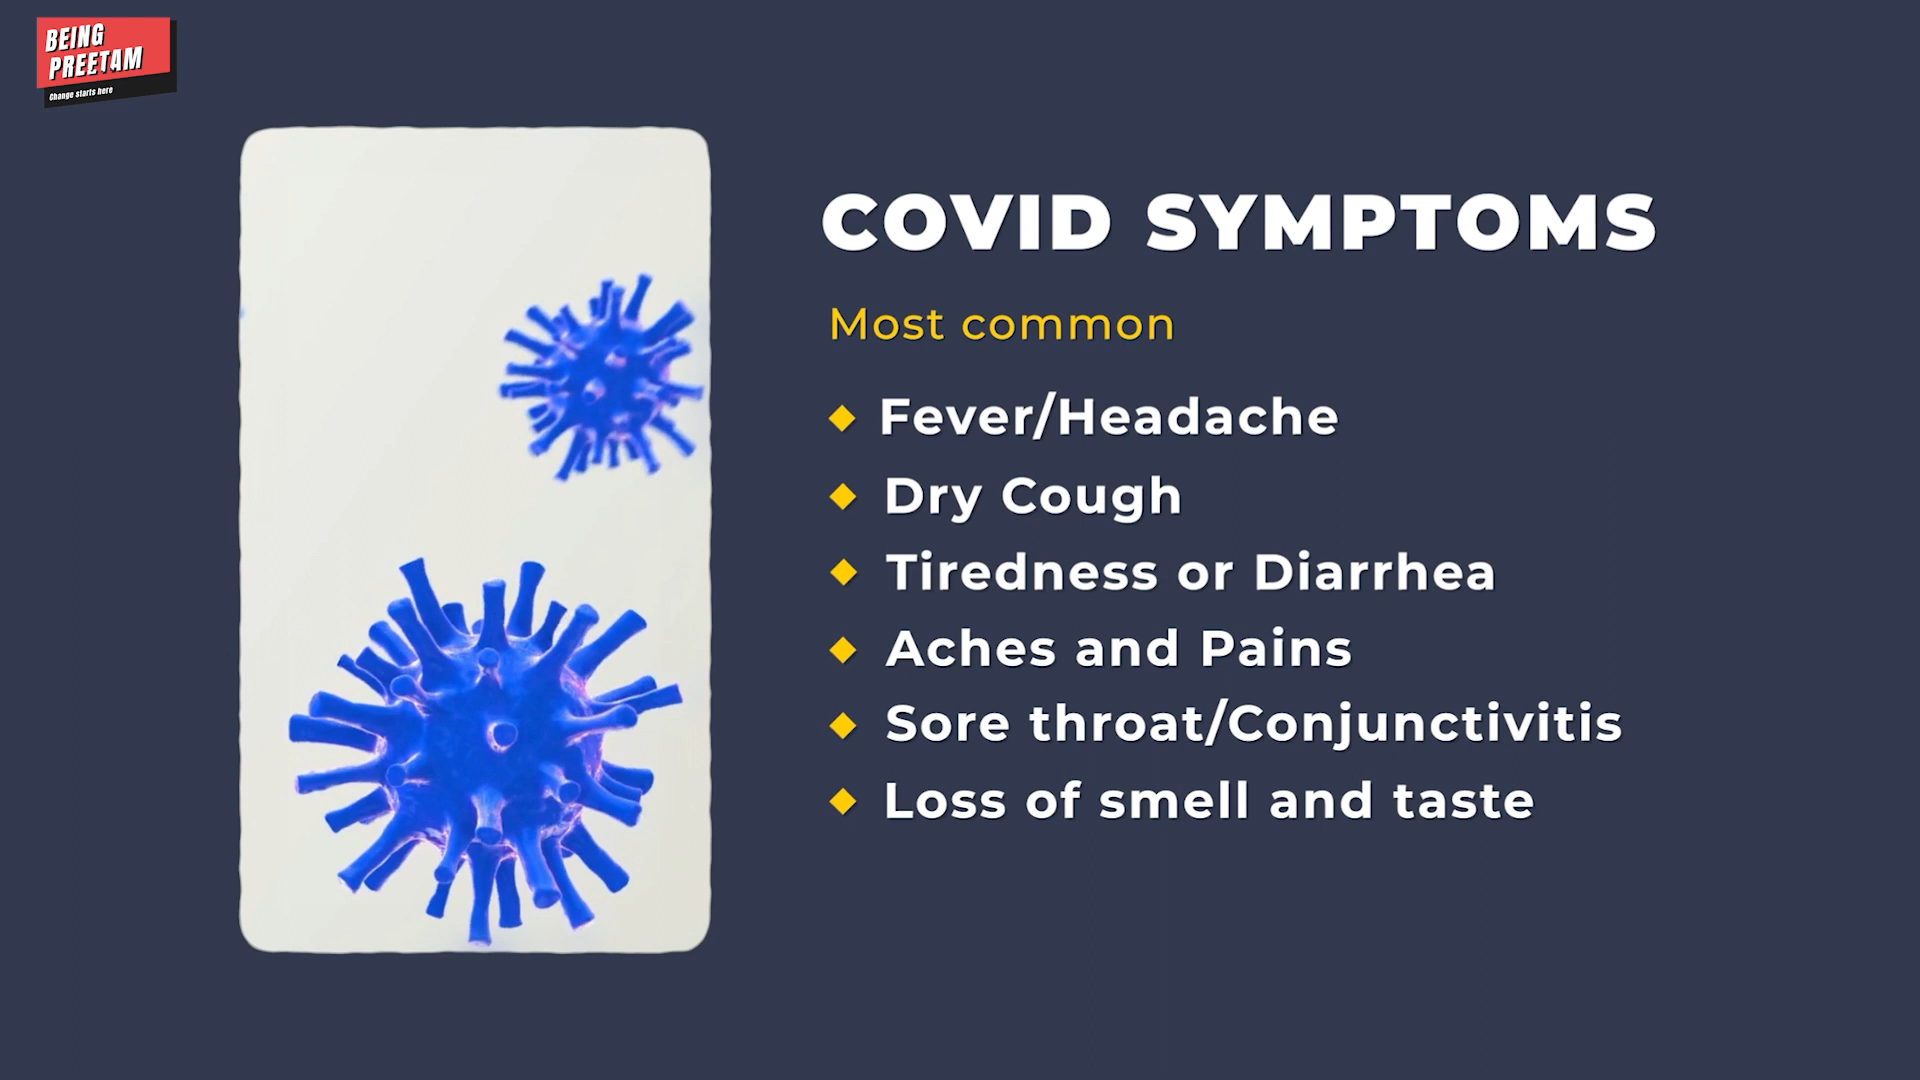 BEING
PREETAM
Change starts here
COVID SYMPTOMS
Most common
Fever/Headache
Dry Cough
Tiredness or Diarrhea
Aches and Pains
Sore throat/Conjunctivitis
Loss of smell and taste